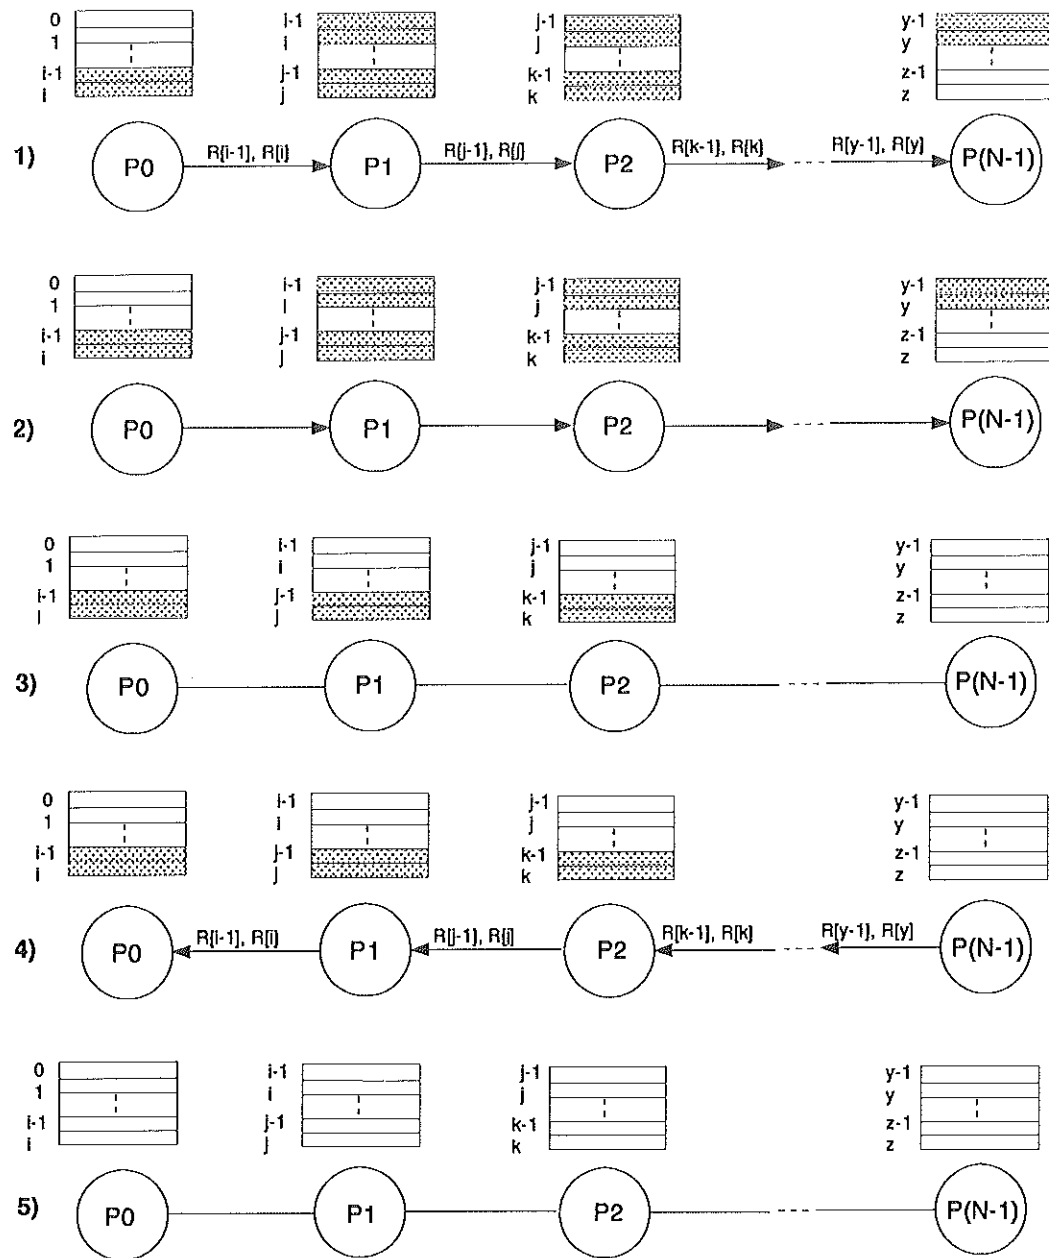 0 i-1 j-1 y-1
1 i j y
i-1 j-1 k-1 z-1
i j k z
1) P0 R[i-1], R[i] P1 R[j-1], R[j] P2 R[k-1], R[k] R[y-1], R[y] P(N-1)
0 i-1 j-1 y-1
1 i j y
i-1 j-1 k-1 z-1
i j k z
2) P0 P1 P2 P(N-1)
0 i-1 j-1 y-1
1 i j y
i-1 j-1 k-1 z-1
i j k z
3) P0 P1 P2 P(N-1)
0 i-1 j-1 y-1
1 i j y
i-1 j-1 k-1 z-1
i j k z
4) P0 R[i-1], R[i] P1 R[j-1], R[j] P2 R[k-1], R[k] R[y-1], R[y] P(N-1)
0 i-1 j-1 y-1
1 i j y
i-1 j-1 k-1 z-1
i j k z
5) P0 P1 P2 P(N-1)